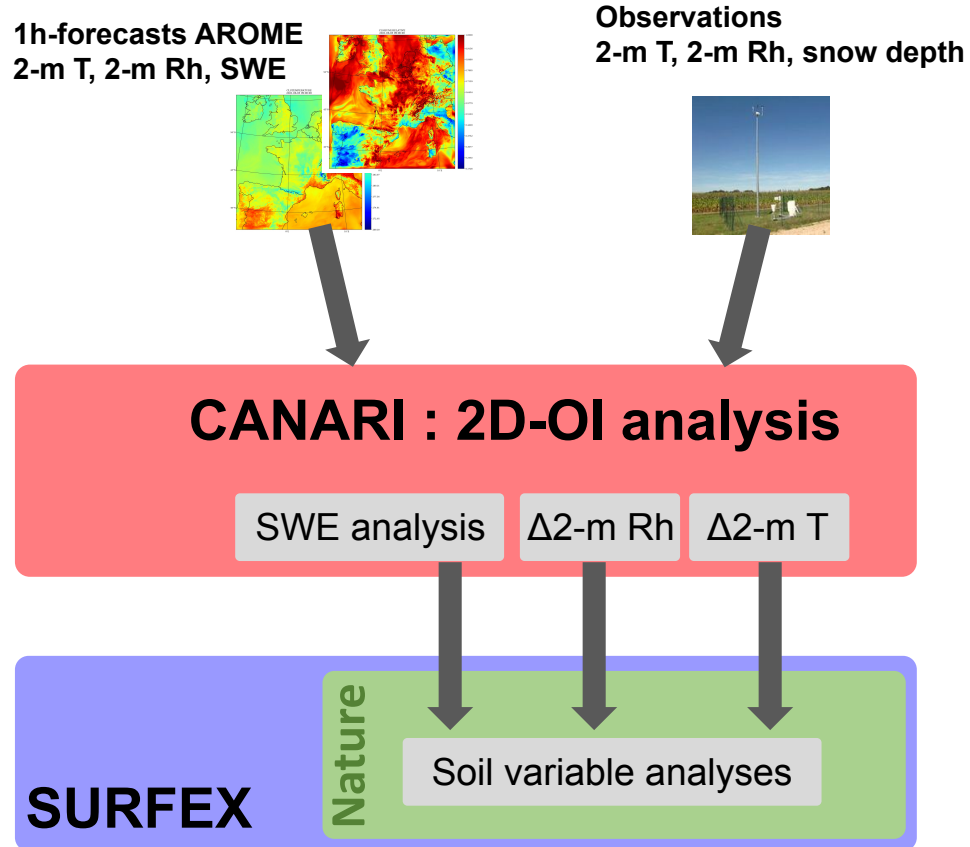 1h-forecasts AROME
2-m T, 2-m Rh, SWE
Observations
2-m T, 2-m Rh, snow depth
CANARI : 2D-OI analysis
SWE analysis
Δ2-m Rh
Δ2-m T
Nature
Soil variable analyses
SURFEX